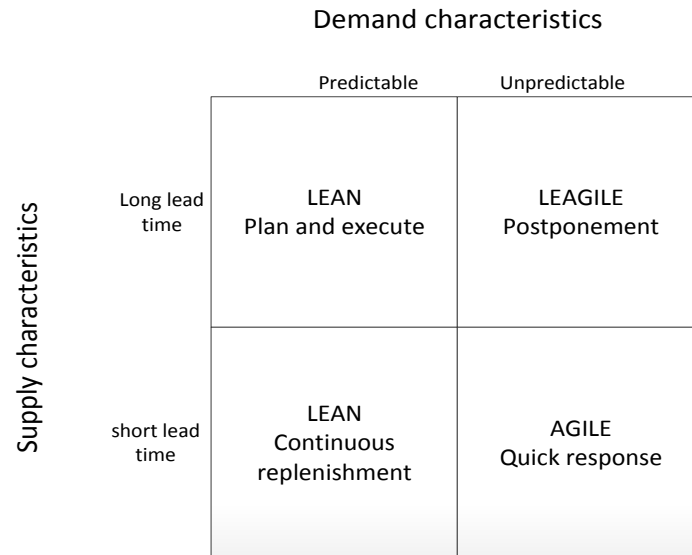 Demand characteristics
Predictable
Unpredictable
Supply characteristics
Long lead
time
LEAN
Plan and execute
LEAGILE
Postponement
short lead
time
LEAN
Continuous
replenishment
AGILE
Quick response